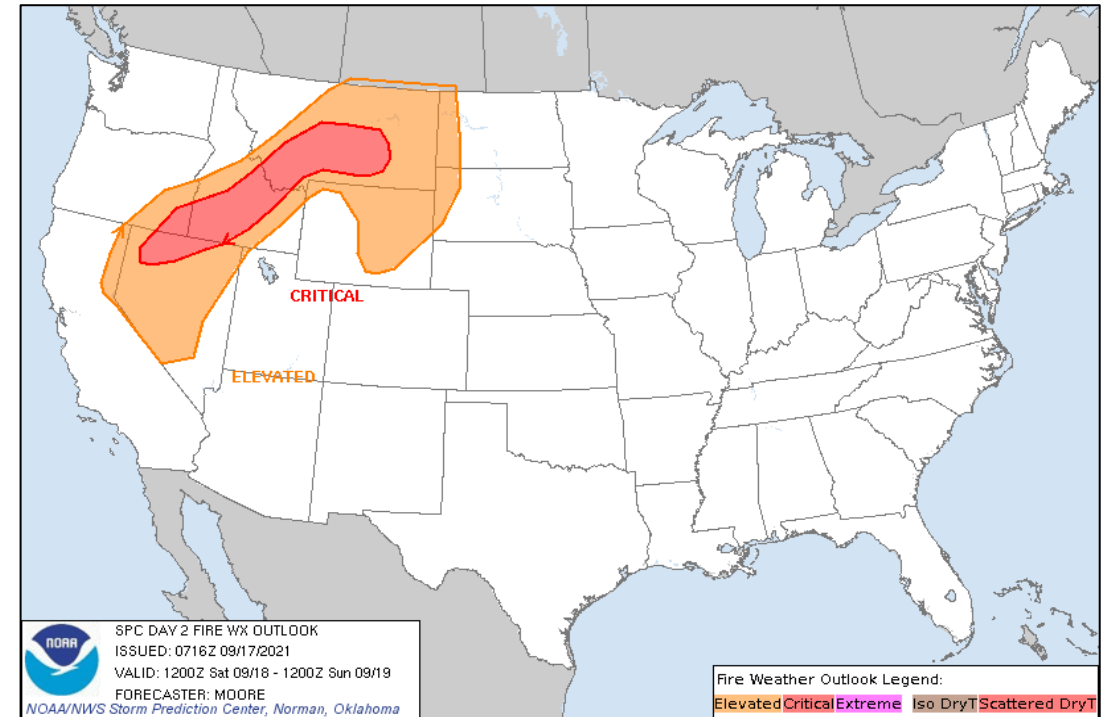 CRITICAL
ELEVATED
NOAA
SPC DAY 2 FIRE WX OUTLOOK
ISSUED: 0716Z 09/17/2021
VALID: 1200Z Sat 09/18 - 1200Z Sun 09/19
FORECASTER: MOORE
NOAA/NWS Storm Prediction Center, Norman, Oklahoma
Fire Weather Outlook Legend:
Elevated Critical Extreme Iso DryT Scattered DryT